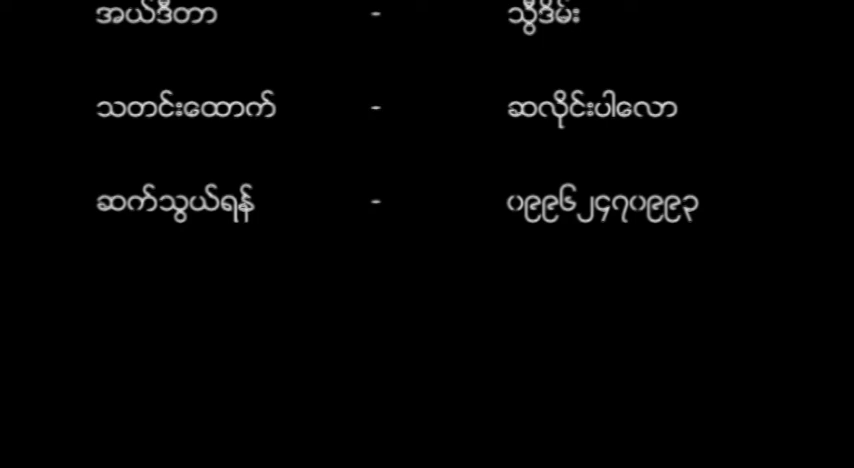 အယ်ဒီတာ - သွီဒိမ်း
သတင်းထောက် - ဆလိုင်းပါလော
ဆက်သွယ်ရန် - ၀၉၉၆၂၄၇၀၉၉၃